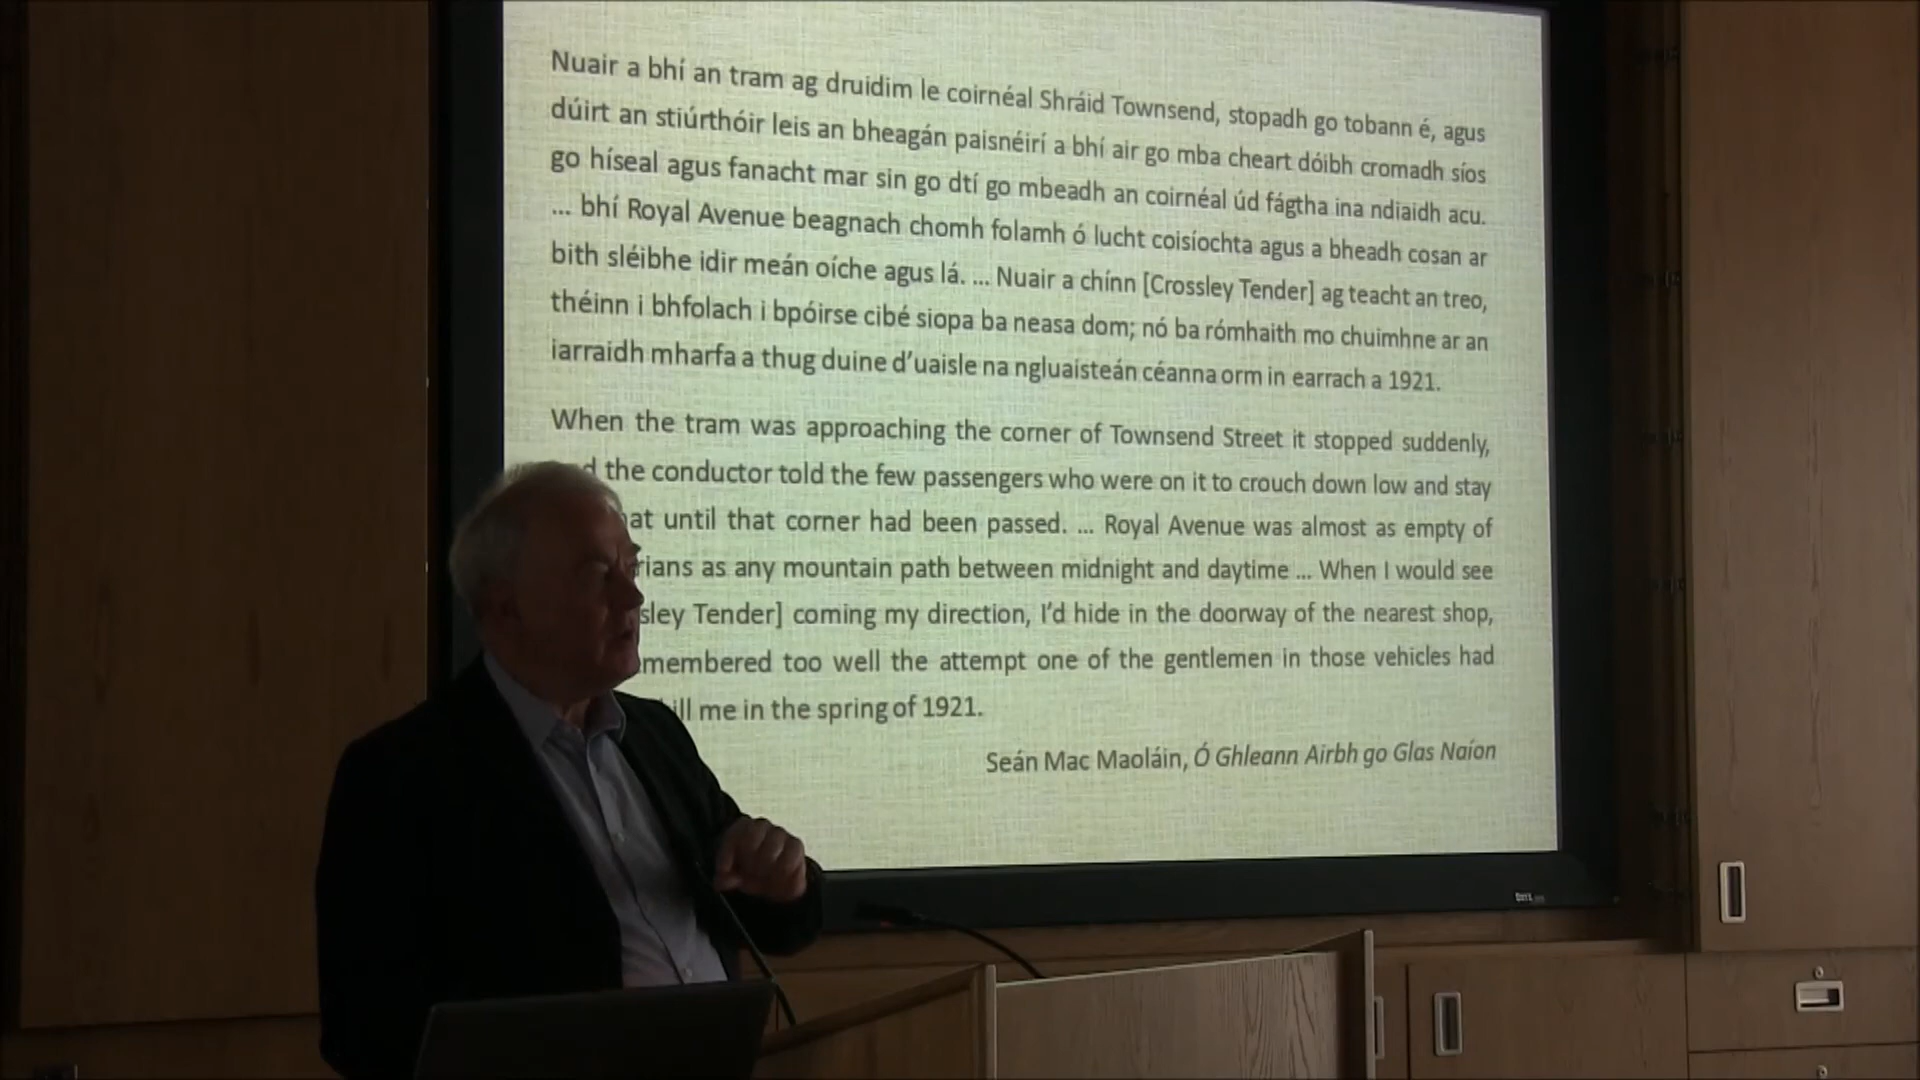 Nuair a bhí an tram ag druidim le coirnéal Shráid Townsend, stopadh go tobann é, agus
dúirt an stiúrthóir leis an bheagán paisnéirí a bhí air go mba cheart dóibh cromadh síos
go híseal agus fanacht mar sin go dtí go mbeadh an coirnéal úd fágtha ina ndiaidh acu.
... bhí Royal Avenue beagnach chomh folamh ó lucht coisíochta agus a bheadh cosan ar
bith sléibhe idir meán oíche agus lá. ... Nuair a chínn [Crossley Tender] ag teacht an treo,
théinn i bhfolach i bpóirse cibé siopa ba neasa dom; nó ba rómhaith mo chuimhne ar an
iarraidh mharfa a thug duine d'uaisle na ngluaisteán céanna orm in earrach a 1921.
When the tram was approaching the corner of Townsend Street it stopped suddenly,
the conductor told the few passengers who were on it to crouch down low and stay
until that corner had been passed. ... Royal Avenue was almost as empty of
as any mountain path between midnight and daytime ... When I would see
Tender] coming my direction, I'd hide in the doorway of the nearest shop,
too well the attempt one of the gentlemen in those vehicles had
me in the spring of 1921.
Seán Mac Maoláin, Ó Ghleann Airbh go Glas Naíon